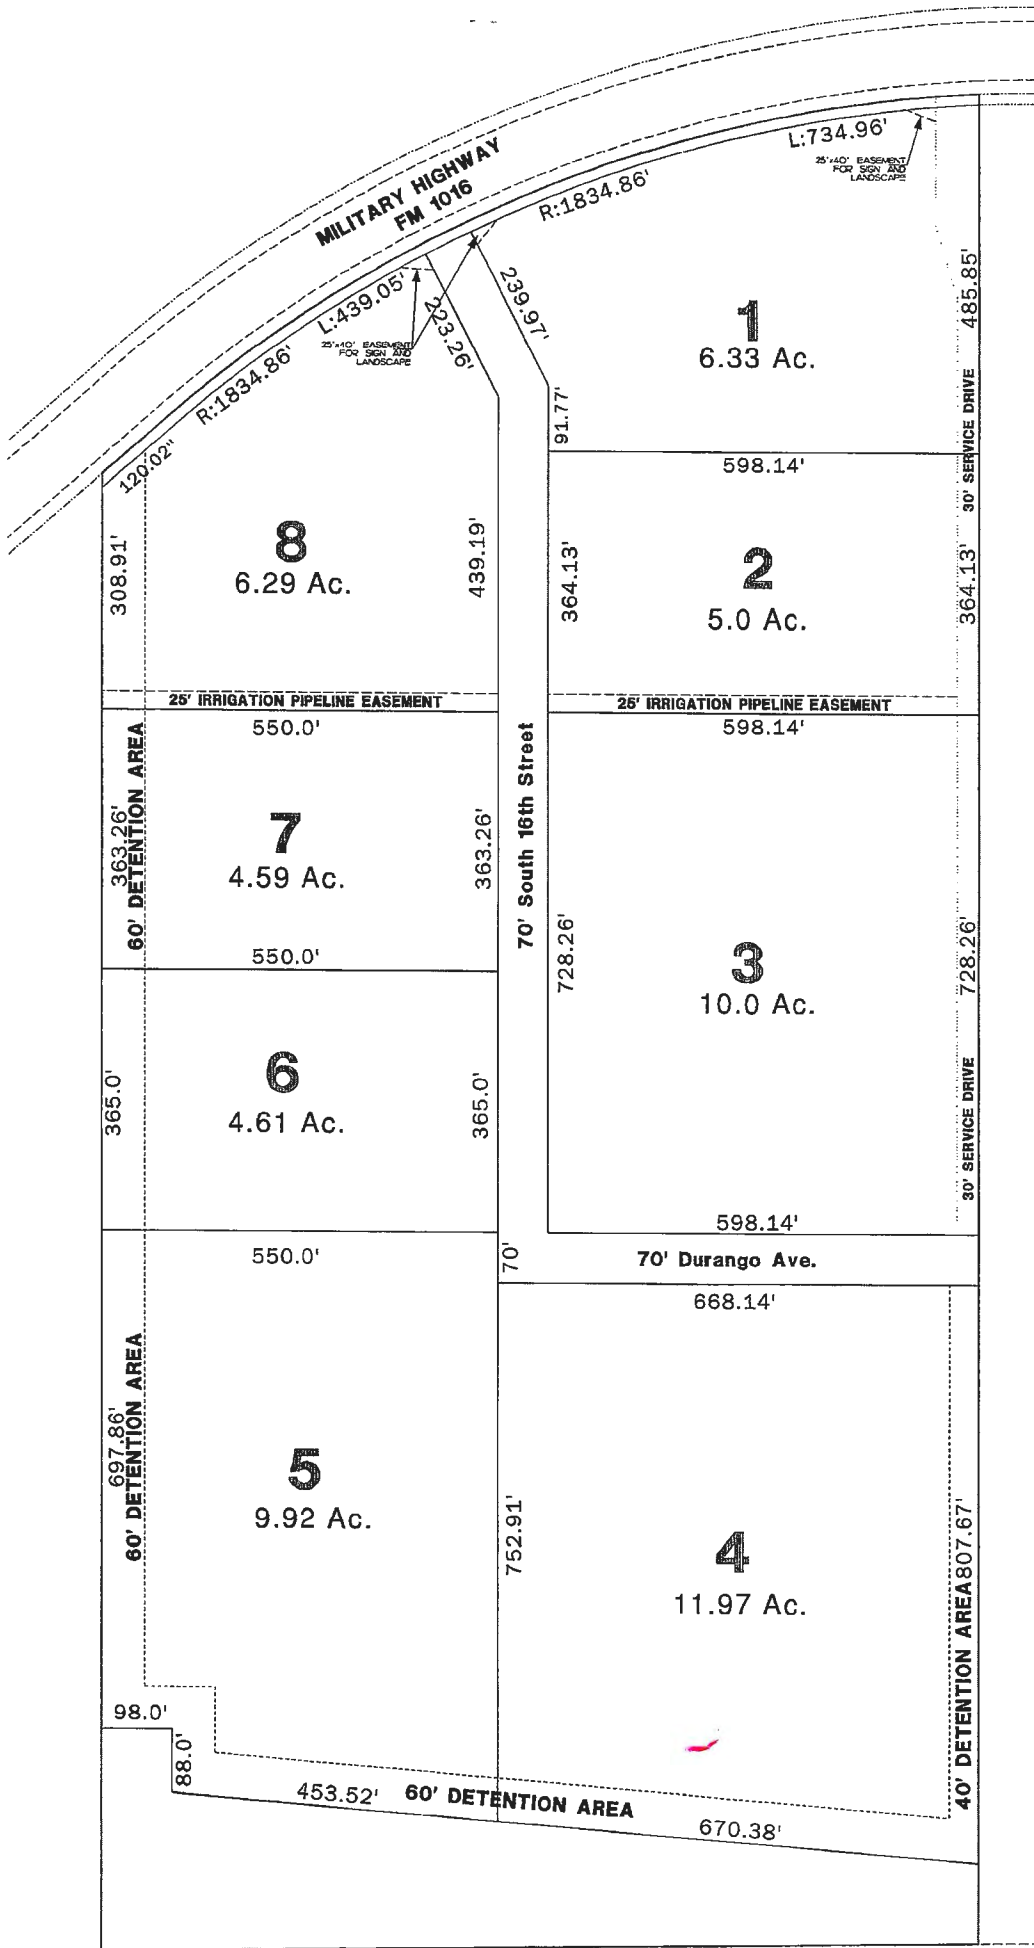 MILITARY HIGHWAY
FM 1016
L:734.96'
25'x40' EASEMENT
FOR SIGN AND
LANDSCAPE
R:1834.86'
L:439.05'
25'x40' EASEMENT
FOR SIGN AND
LANDSCAPE
R:1834.86'
223.26'
239.97'
120.02"
1
6.33 Ac.
485.85'
91.77'
598.14'
30' SERVICE DRIVE
8
6.29 Ac.
308.91'
439.19'
2
5.0 Ac.
364.13'
364.13'
25' IRRIGATION PIPELINE EASEMENT
25' IRRIGATION PIPELINE EASEMENT
550.0'
598.14'
60' DETENTION AREA
363.26'
7
4.59 Ac.
363.26'
70' South 16th Street
550.0'
728.26'
3
10.0 Ac.
728.26'
365.0'
6
4.61 Ac.
365.0'
30' SERVICE DRIVE
598.14'
550.0'
70'
70' Durango Ave.
668.14'
60' DETENTION AREA
697.86'
5
9.92 Ac.
752.91'
4
11.97 Ac.
40' DETENTION AREA
807.67'
98.0'
88.0'
453.52'
60' DETENTION AREA
670.38'